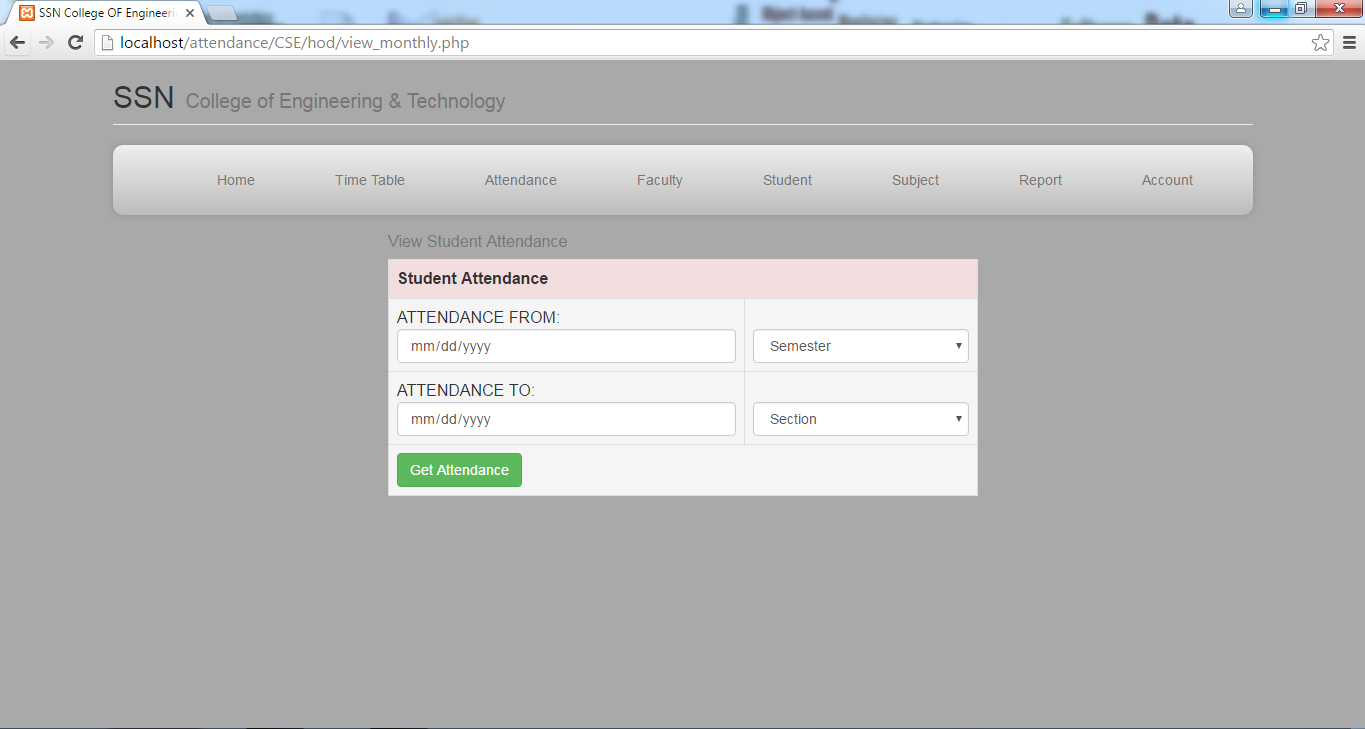 SSN College OF Engineeri
localhost/attendance/CSE/hod/view_monthly.php
SSN College of Engineering & Technology
Home Time Table Attendance Faculty Student Subject Report Account
View Student Attendance
Student Attendance
ATTENDANCE FROM:
mm/dd/yyyy Semester
ATTENDANCE TO:
mm/dd/yyyy Section
Get Attendance